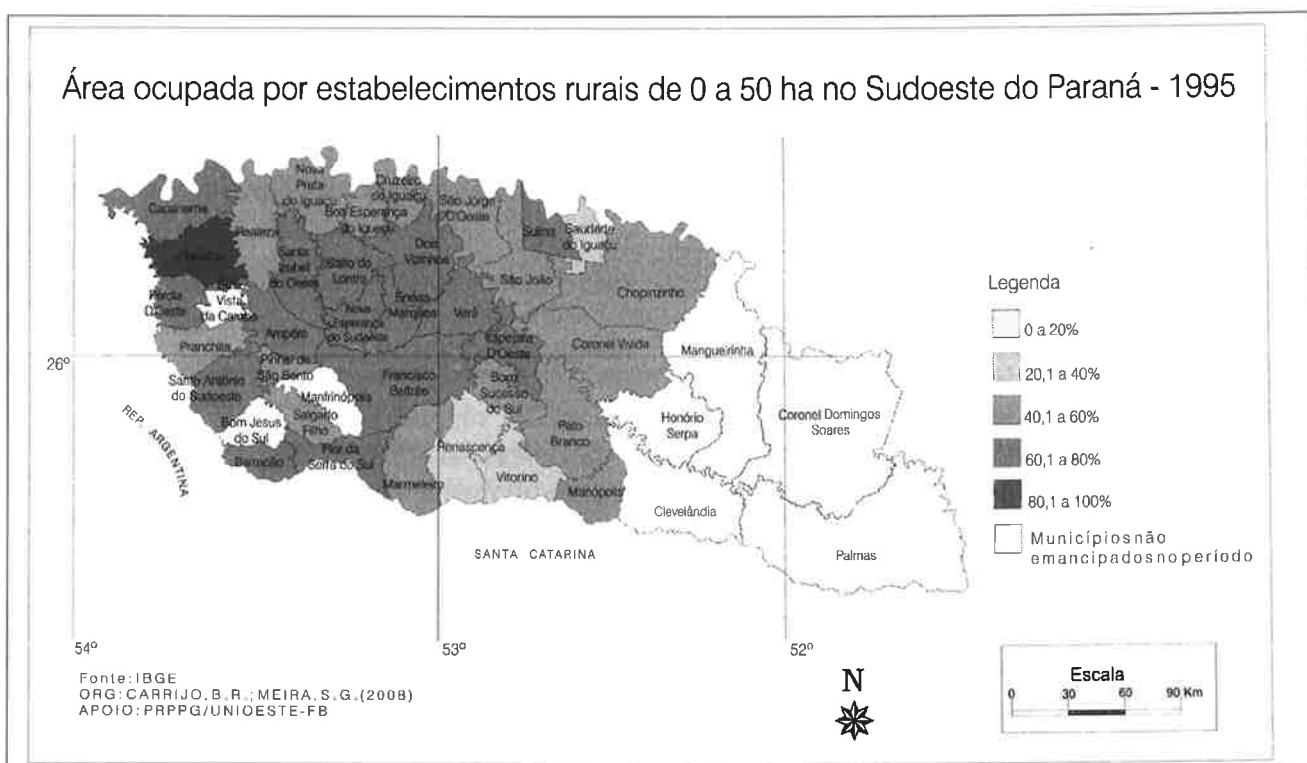 Área ocupada por estabelecimentos rurais de 0 a 50 ha no Sudoeste do Paraná - 1995
Nova
Prata
do Iguaçu
Cruzeiro
do Iguaçu
São Jorge
D'Oeste
Capanema
Realeza
Boa Esperança
do Iguaçu
Sulina
Saudade
do Iguaçu
Dois
Vizinhos
Santa
Izabel
do Oeste
Salto do
Lontra
São João
Chopinzinho
Pérola
D'Oeste
Vista
da Caroba
Enéas
Marques
Verê
Nova
Esperança
do Sudoeste
Ampére
Pranchita
Itapejara
D'Oeste
Coronel Vivida
Mangueirinha
26º
Pinhal de
São Bento
Santo Antônio
do Sudoeste
Francisco
Beltrão
Bom
Sucesso
do Sul
Manfrinópolis
Salgado
Filho
Bom Jesus
do Sul
Pato
Branco
Honório
Serpa
Coronel Domingos
Soares
Barracão
Flor da
Serra do Sul
Renascença
Marmeleiro
Vitorino
Mariópolis
Clevelândia
Palmas
REP. ARGENTINA
SANTA CATARINA
54º
53º
52º
Legenda
0 a 20%
20,1 a 40%
40,1 a 60%
60,1 a 80%
80,1 a 100%
Municípios não
emancipados no período
Fonte: IBGE
ORG: CARRIJO, B.R.; MEIRA, S.G.(2008)
APOIO: PRPPG/UNIOESTE-FB
N
Escala
0 30 60 90 Km